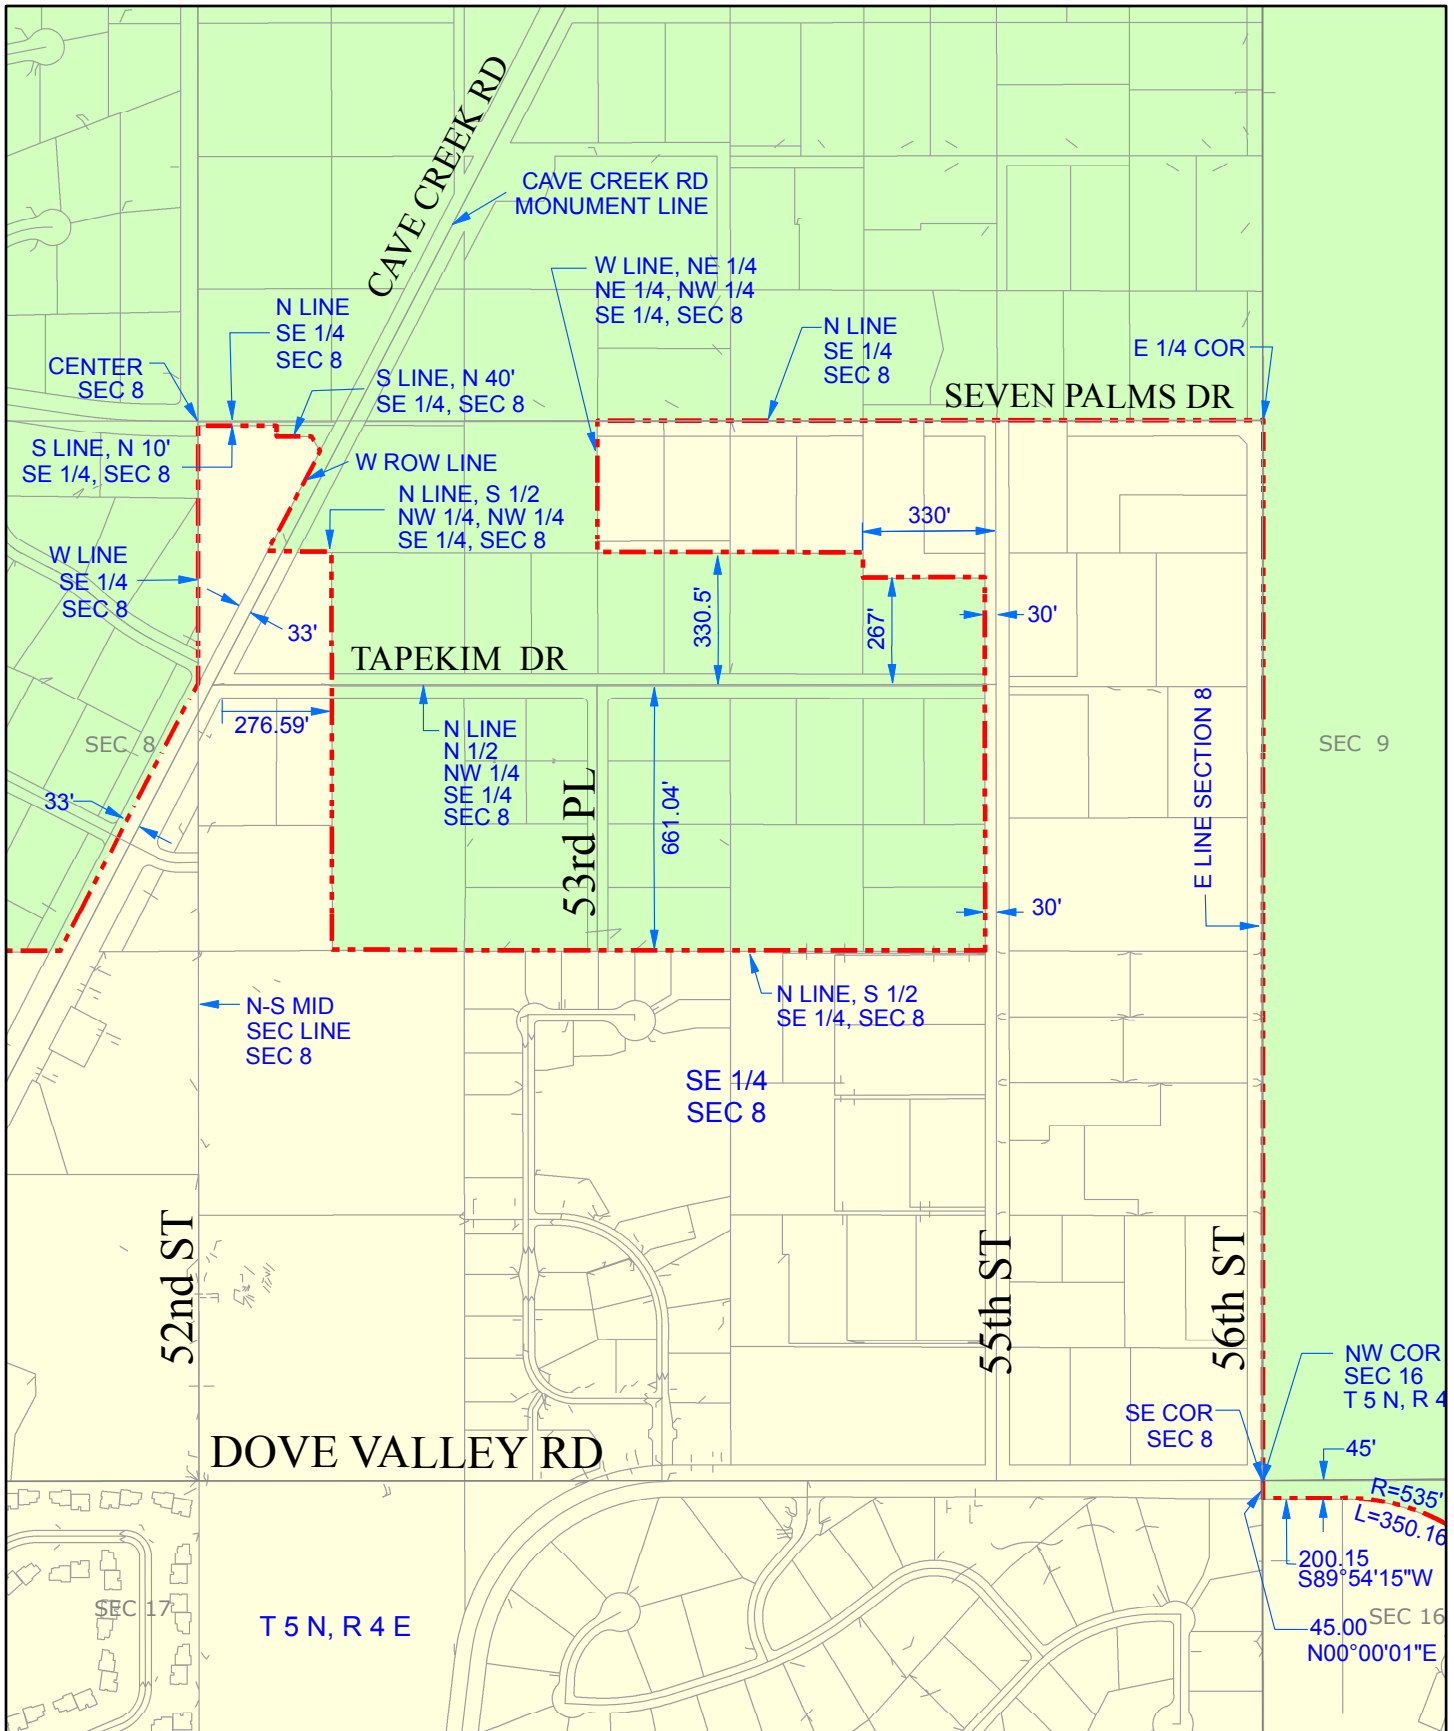 CAVE CREEK RD
CAVE CREEK RD
MONUMENT LINE
W LINE, NE 1/4
NE 1/4, NW 1/4
SE 1/4, SEC 8
N LINE
SE 1/4
SEC 8
N LINE
SE 1/4
SEC 8
E 1/4 COR
CENTER
SEC 8
S LINE, N 40'
SE 1/4, SEC 8
SEVEN PALMS DR
S LINE, N 10'
SE 1/4, SEC 8
W ROW LINE
N LINE, S 1/2
NW 1/4, NW 1/4
SE 1/4, SEC 8
330'
W LINE
SE 1/4
SEC 8
33'
330.5'
267'
30'
TAPEKIM DR
276.59'
N LINE
N 1/2
NW 1/4
SE 1/4
SEC 8
SEC 8
E LINE SECTION 8
SEC 9
33'
53rd PL
661.04'
30'
N-S MID
SEC LINE
SEC 8
N LINE, S 1/2
SE 1/4, SEC 8
SE 1/4
SEC 8
52nd ST
55th ST
56th ST
NW COR
SEC 16
T 5 N, R 4
SE COR
SEC 8
DOVE VALLEY RD
45'
R=535'
L=350.16
200.15
S89°54'15"W
SEC 17
T 5 N, R 4 E
SEC 16
45.00
N00°00'01"E